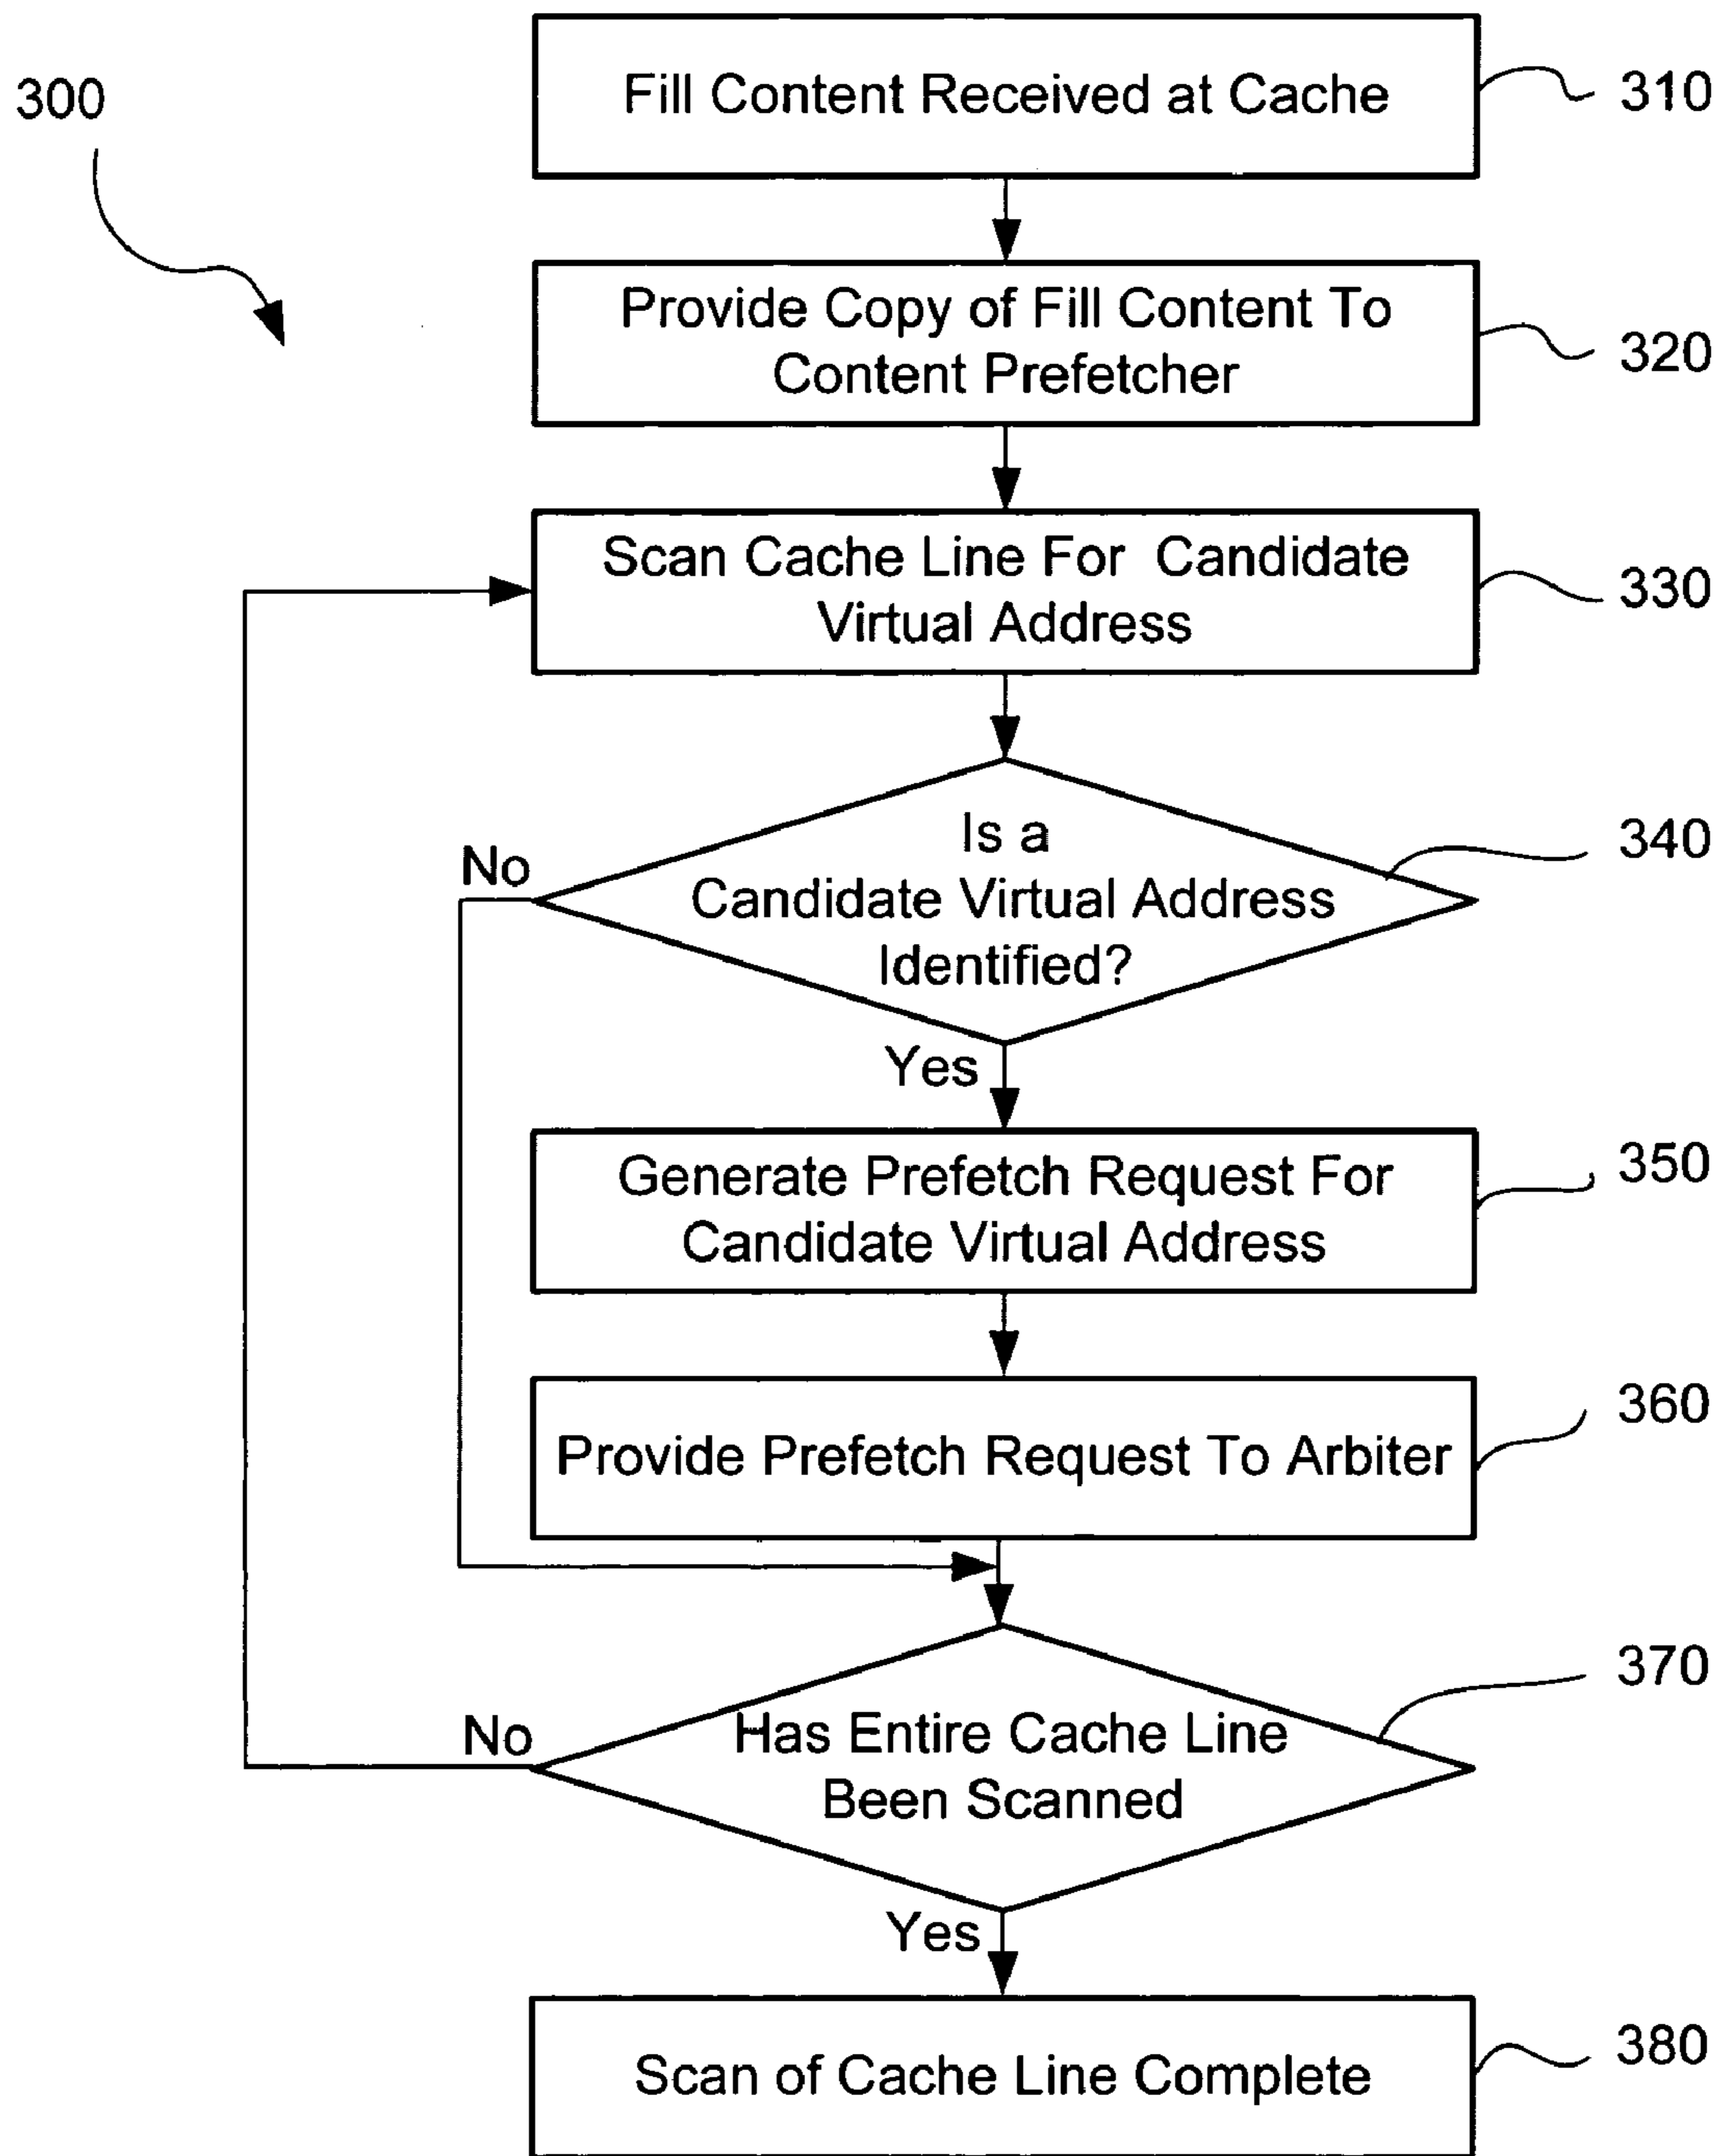 300
Fill Content Received at Cache
310
Provide Copy of Fill Content To
Content Prefetcher
320
Scan Cache Line For Candidate
Virtual Address
330
Is a
Candidate Virtual Address
Identified?
340
No
Yes
Generate Prefetch Request For
Candidate Virtual Address
350
Provide Prefetch Request To Arbiter
360
Has Entire Cache Line
Been Scanned
370
No
Yes
Scan of Cache Line Complete
380